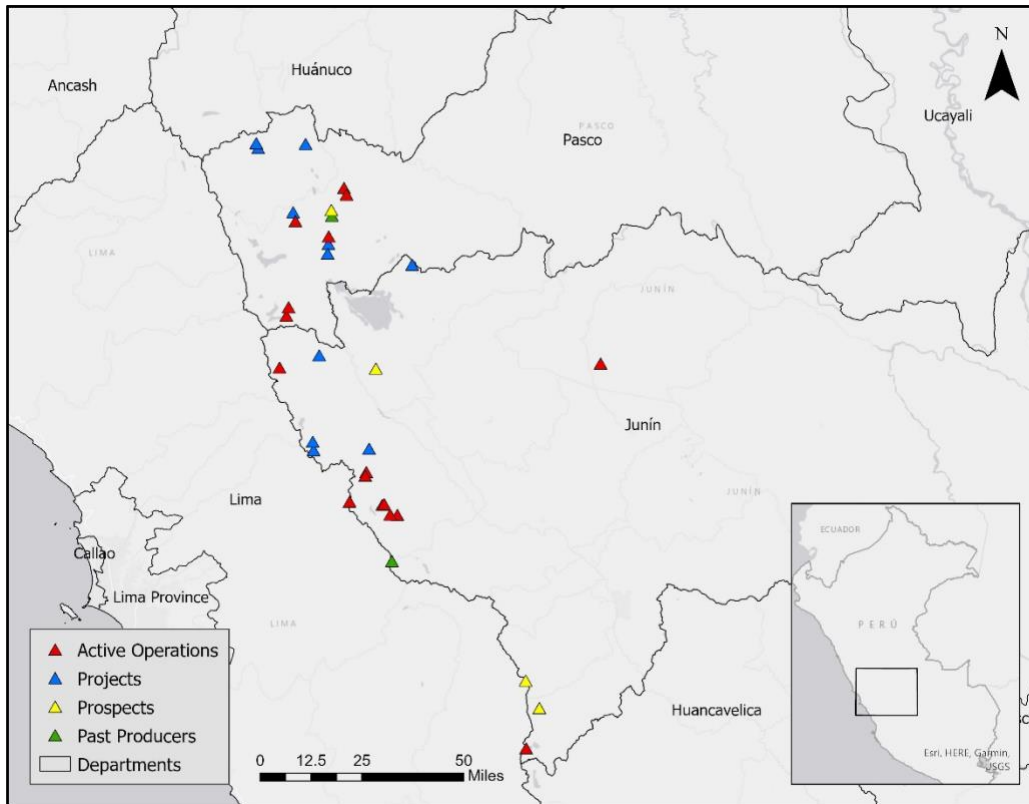 N
Huánuco
Ancash
Ucayali
PASCO
Pasco
LIMA
JUNÍN
Junín
JUNÍN
Lima
ECUADOR
Callao
Lima Province
PERÚ
LIMA
Active Operations
Projects
Prospects
Past Producers
Departments
Huancavelica
0 12.5 25 50
Miles
Esri, HERE, Garmin,
USGS